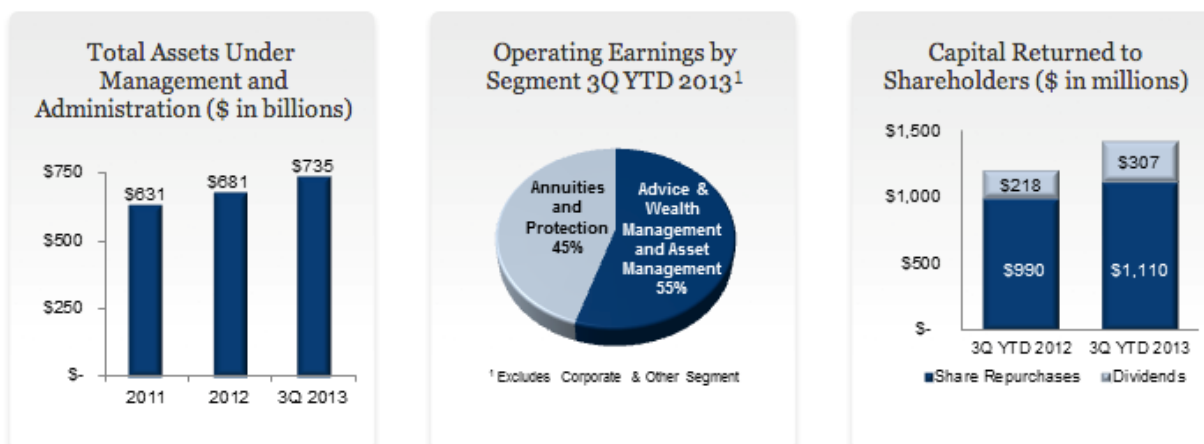 Total Assets Under
Management and
Administration ($ in billions)
$750
$500
$250
$-
$631
$681
$735
2011
2012
3Q 2013
Operating Earnings by
Segment 3Q YTD 2013¹
Annuities
and
Protection
45%
Advice &
Wealth
Management
and Asset
Management
55%
¹ Excludes Corporate & Other Segment
Capital Returned to
Shareholders ($ in millions)
$1,500
$1,000
$500
$-
$218
$990
$307
$1,110
3Q YTD 2012
3Q YTD 2013
Share Repurchases
Dividends